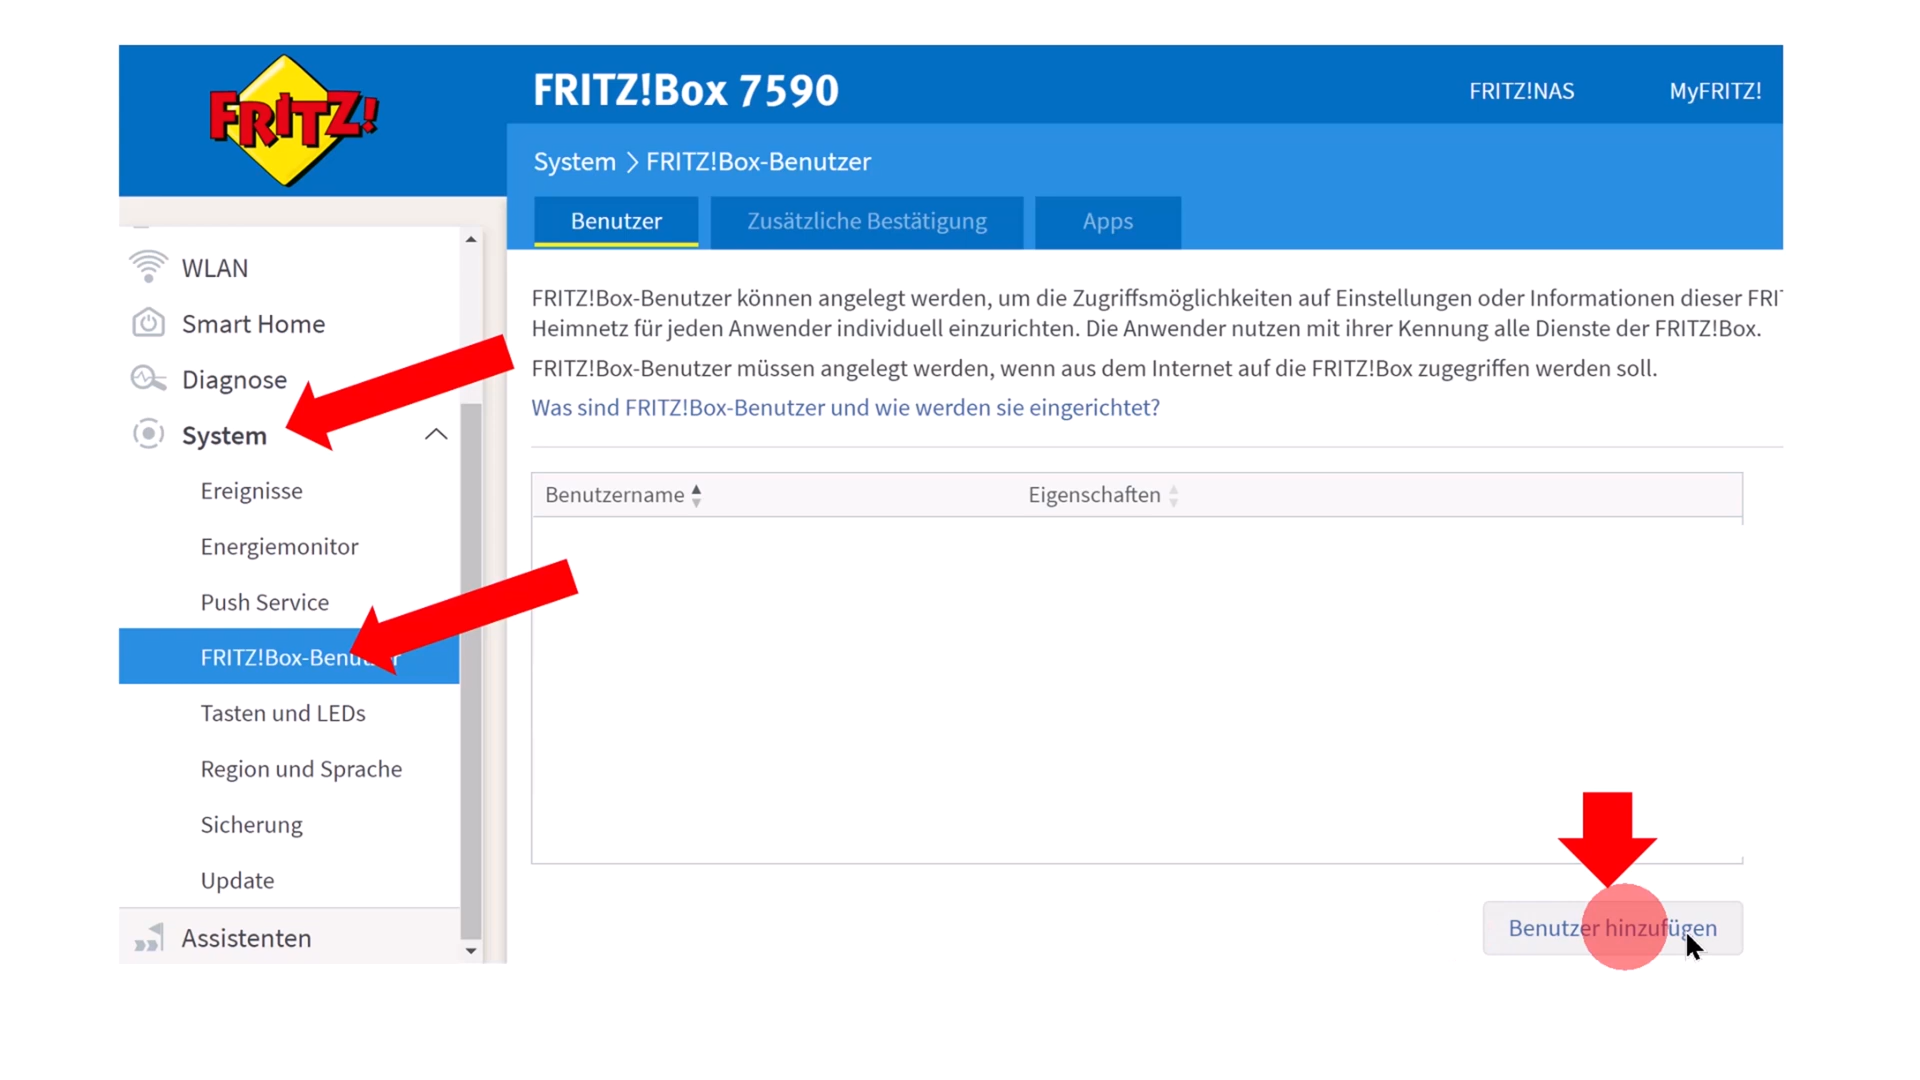 FRITZ!
FRITZ!Box 7590
FRITZ!NAS
MyFRITZ!
System > FRITZ!Box-Benutzer
Benutzer
Zusätzliche Bestätigung
Apps
WLAN
Smart Home
Diagnose
System
Ereignisse
Energiemonitor
Push Service
FRITZ!Box-Benutzer
Tasten und LEDs
Region und Sprache
Sicherung
Update
Assistenten
FRITZ!Box-Benutzer können angelegt werden, um die Zugriffsmöglichkeiten auf Einstellungen oder Informationen dieser FRIT
Heimnetz für jeden Anwender individuell einzurichten. Die Anwender nutzen mit ihrer Kennung alle Dienste der FRITZ!Box.
FRITZ!Box-Benutzer müssen angelegt werden, wenn aus dem Internet auf die FRITZ!Box zugegriffen werden soll.
Was sind FRITZ!Box-Benutzer und wie werden sie eingerichtet?
Benutzername
Eigenschaften
Benutzer hinzufügen